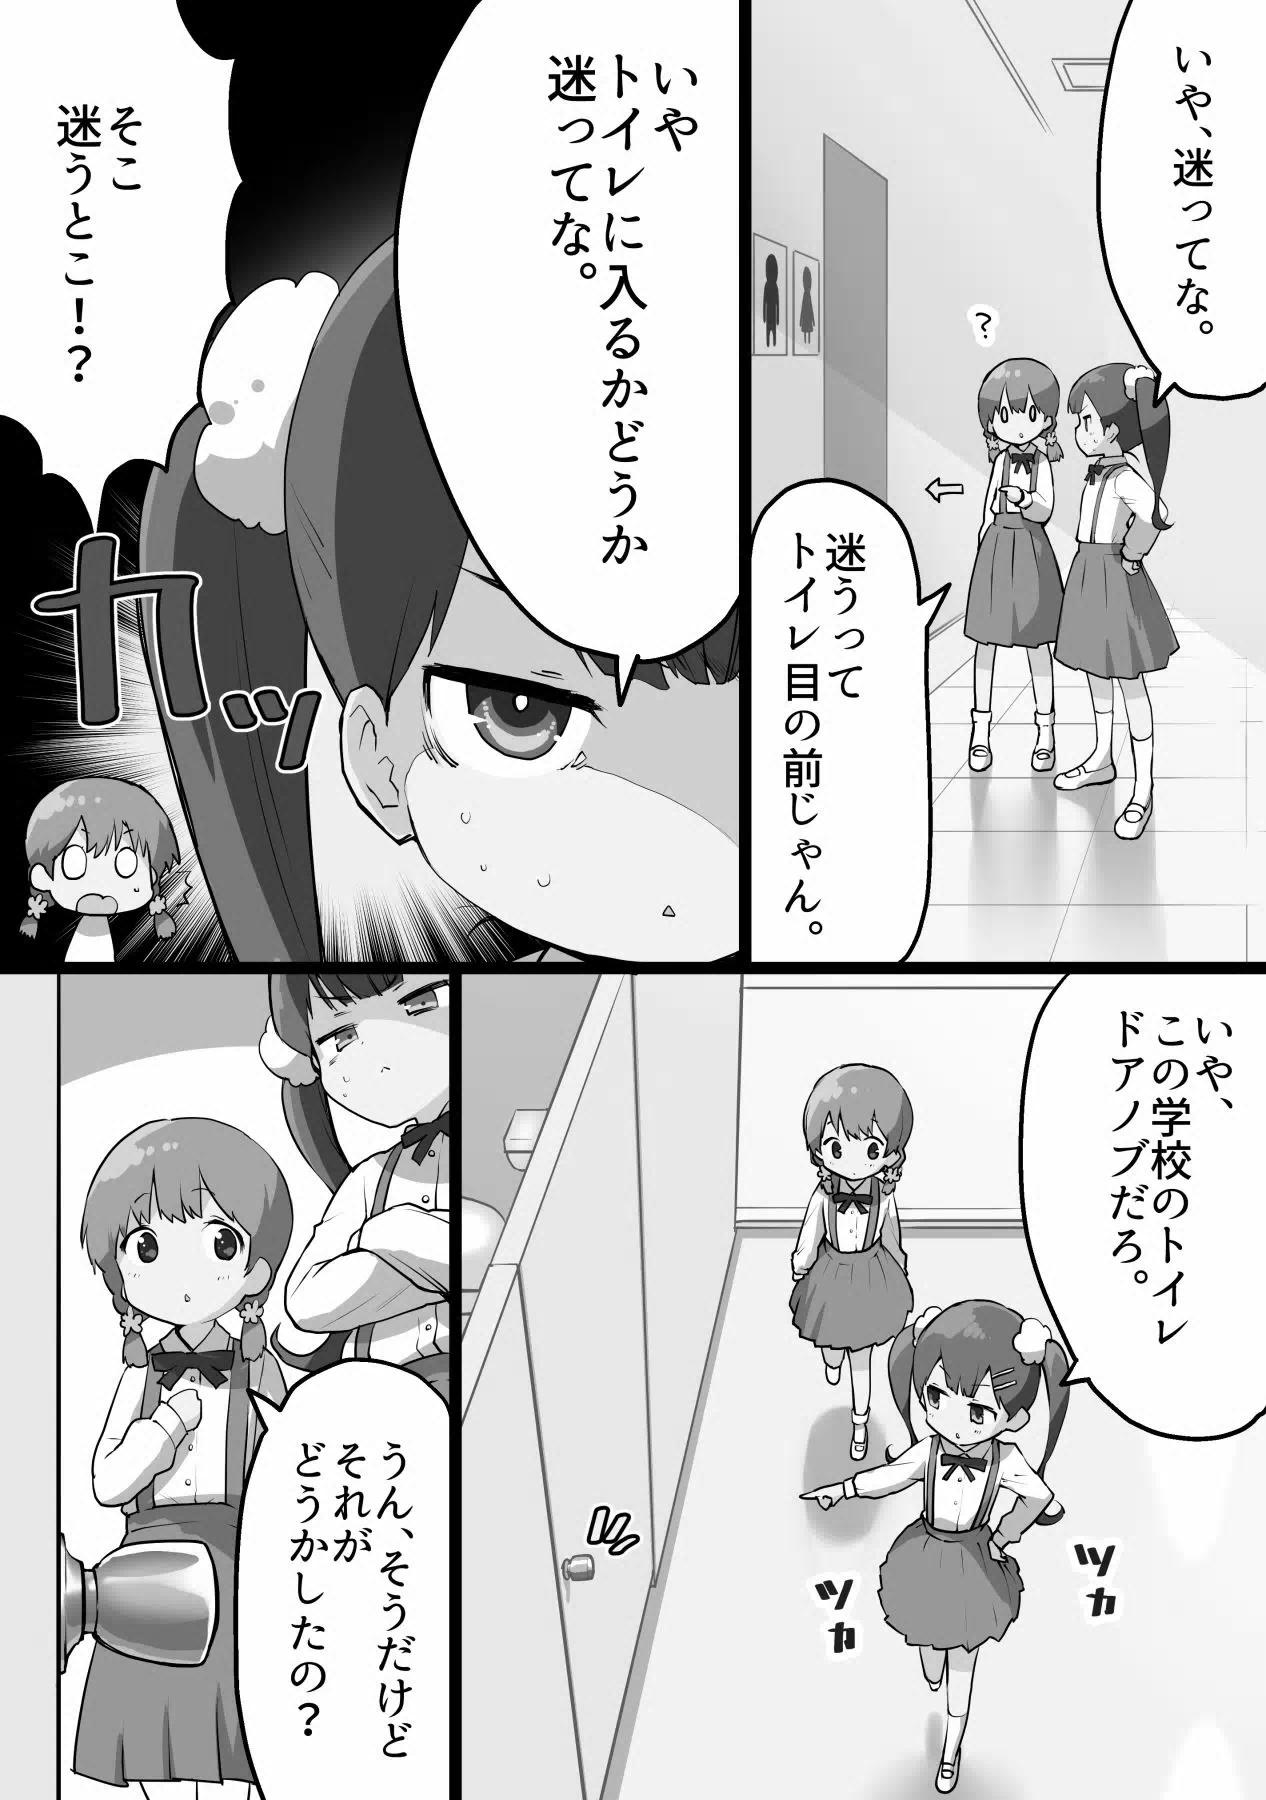 いや、迷ってな。
?
迷うって
トイレ目の前じゃん。
いや
トイレに入るかどうか
迷ってな。
そこ
迷うとこ!?
カッ
いや、
この学校のトイレ
ドアノブだろ。
ツカ
ツカ
うん、そうだけど
それが
どうかしたの?